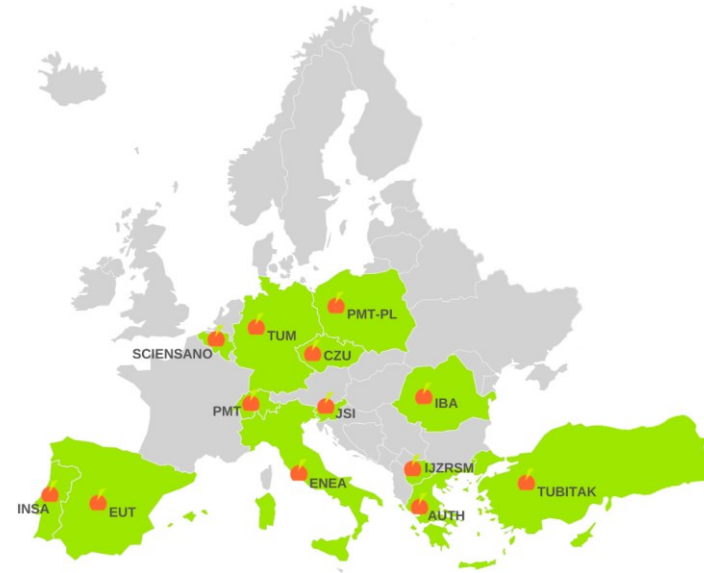 PMT-PL
TUM
SCIENSANO
CZU
PMT
JSI
IBA
IJZRSM
ENEA
TUBITAK
INSA
EUT
AUTH